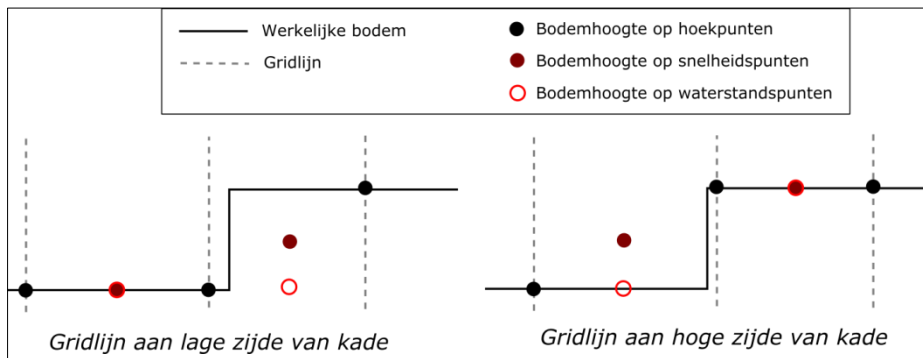 Werkelijke bodem
Gridlijn
Bodemhoogte op hoekpunten
Bodemhoogte op snelheidspunten
Bodemhoogte op waterstandspunten
Gridlijn aan lage zijde van kade
Gridlijn aan hoge zijde van kade